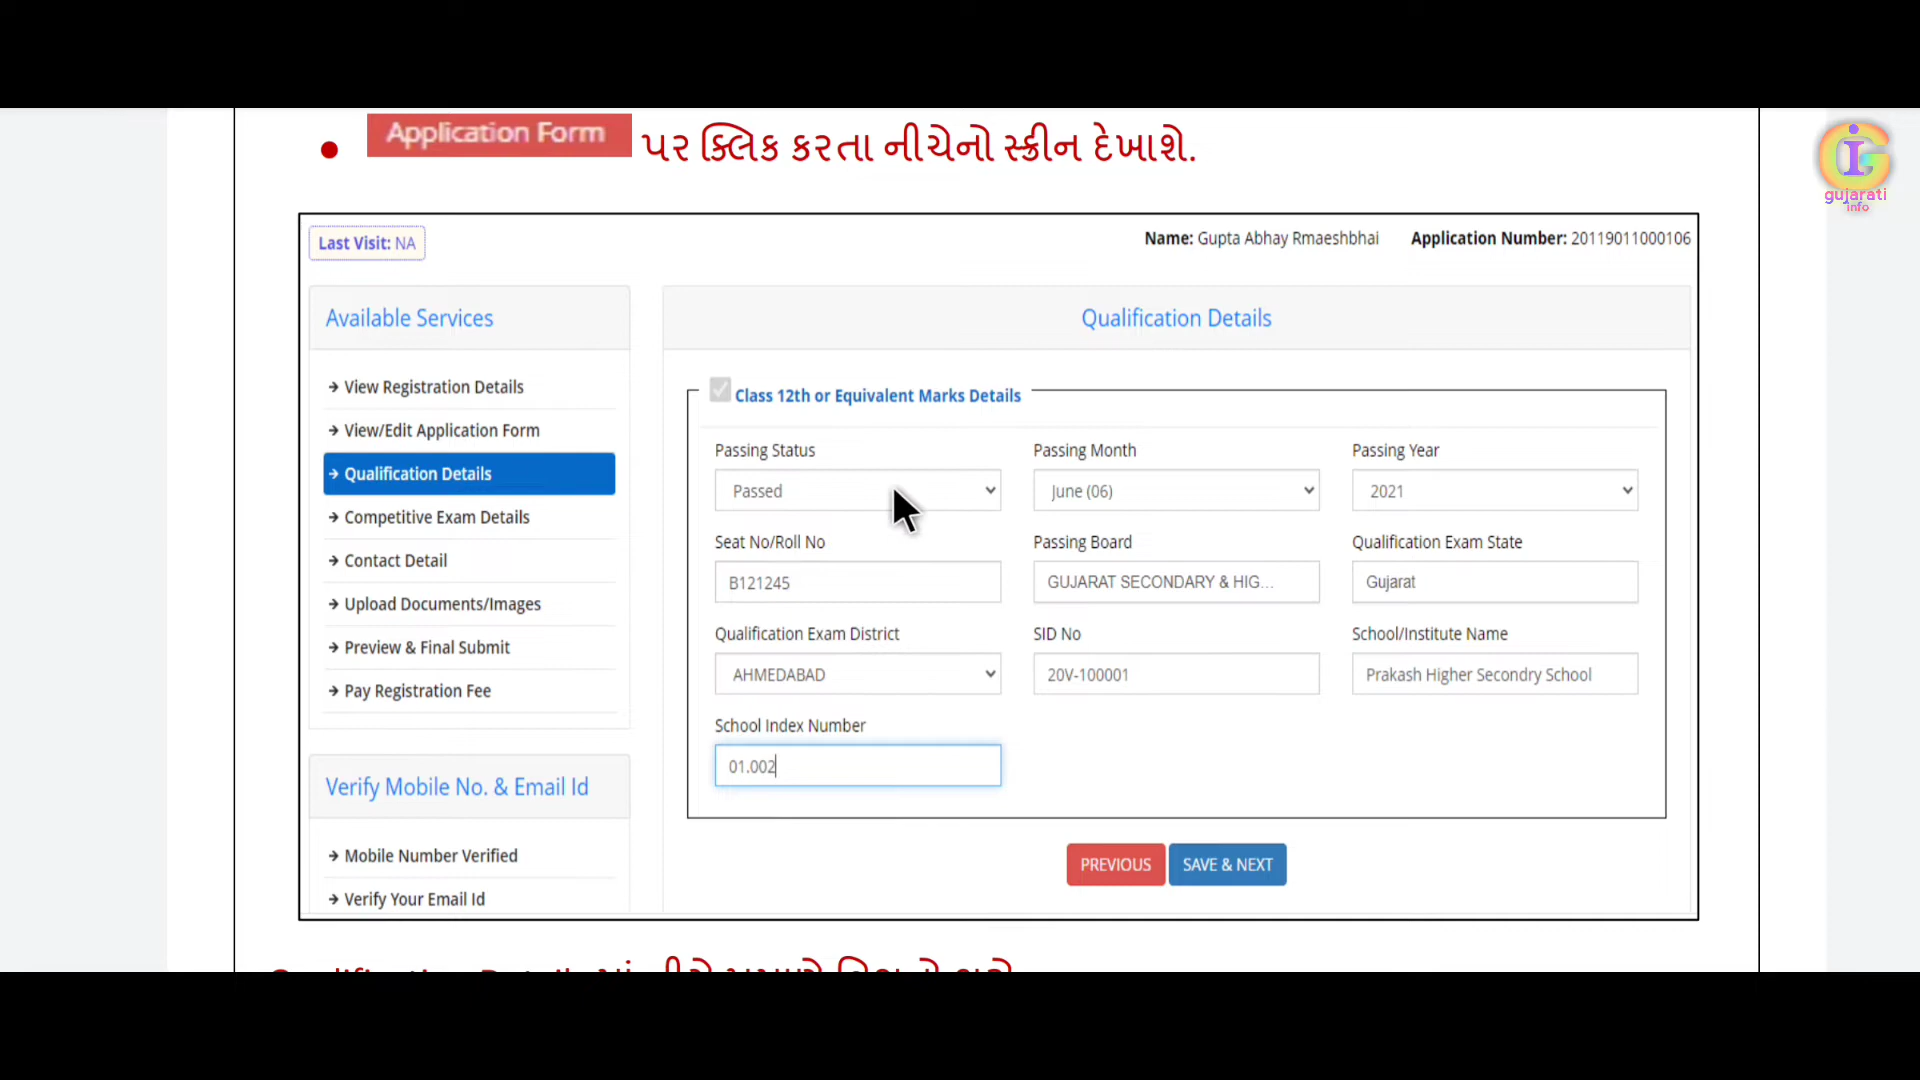 Application Form પર ક્લિક કરતા નીચેનો સ્ક્રીન દેખાશે.
gujarati
info
Last Visit: NA
Name: Gupta Abhay Rmaeshbhai Application Number: 20119011000106
Available Services
View Registration Details
View/Edit Application Form
Qualification Details
Competitive Exam Details
Contact Detail
Upload Documents/Images
Preview & Final Submit
Pay Registration Fee
Verify Mobile No. & Email Id
Mobile Number Verified
Verify Your Email Id
Qualification Details
Class 12th or Equivalent Marks Details
Passing Status Passing Month Passing Year
Passed June (06) 2021
Seat No/Roll No Passing Board Qualification Exam State
B121245 GUJARAT SECONDARY & HIG... Gujarat
Qualification Exam District SID No School/Institute Name
AHMEDABAD 20V-100001 Prakash Higher Secondry School
School Index Number
01.002
PREVIOUS SAVE & NEXT